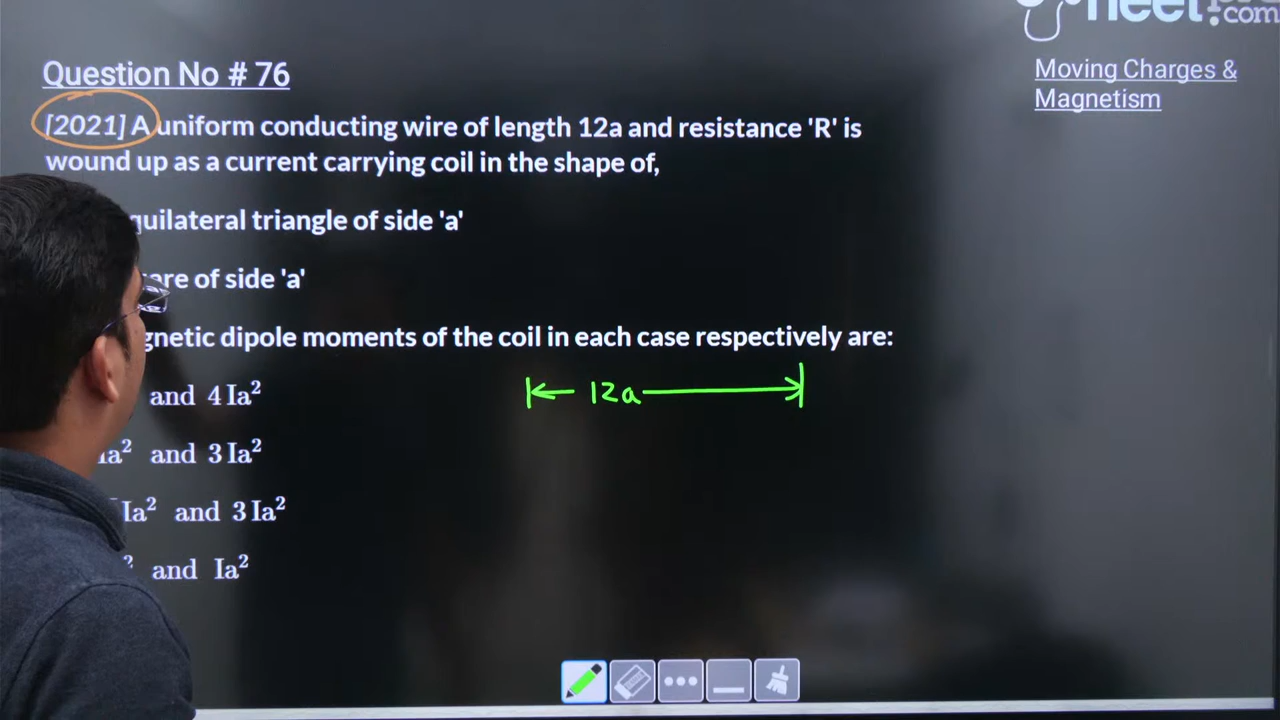 neet
.com
Moving Charges &
Magnetism
Question No # 76
[2021] A uniform conducting wire of length 12a and resistance 'R' is
wound up as a current carrying coil in the shape of,
quilateral triangle of side 'a'
are of side 'a'
gnetic dipole moments of the coil in each case respectively are:
and 4 Ia²
12a
Ia² and 3 Ia²
Ia² and 3 Ia²
² and Ia²